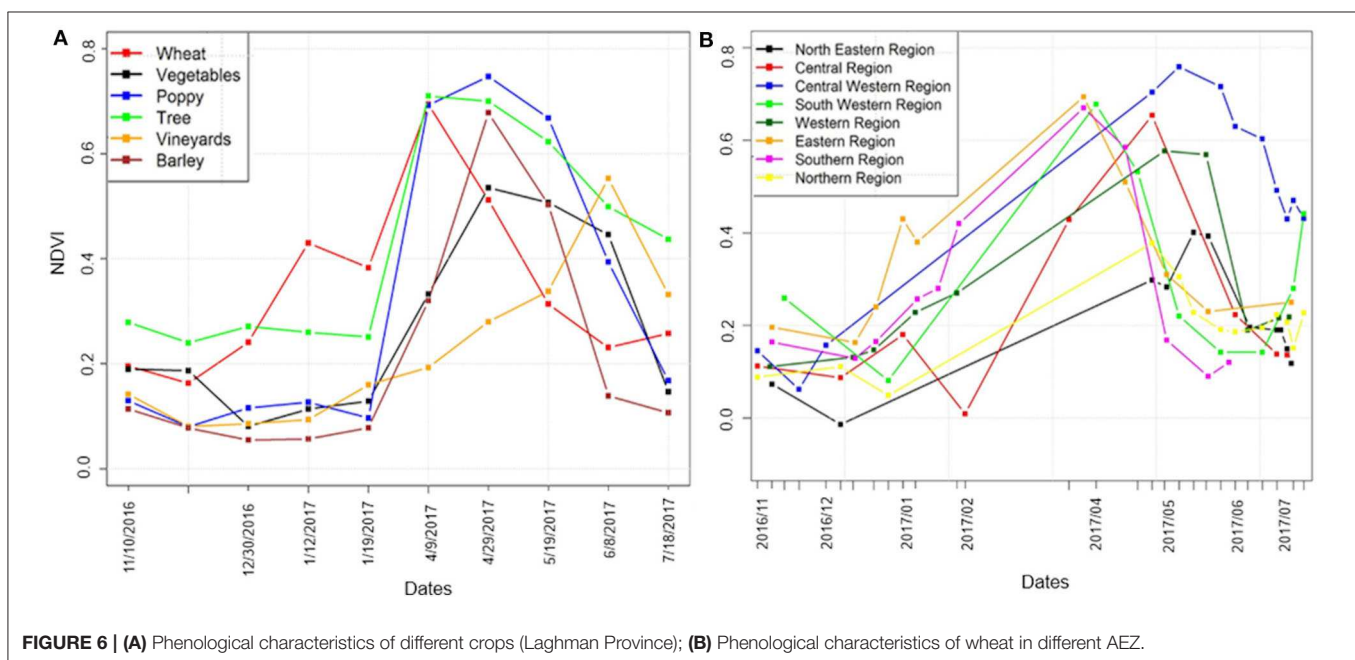 A
0.8
0.6
0.4
0.2
0.0
NDVI
Wheat
Vegetables
Poppy
Tree
Vineyards
Barley
11/10/2016
12/30/2016
1/12/2017
1/19/2017
4/9/2017
4/29/2017
5/19/2017
6/8/2017
7/18/2017
Dates
B
0.8
0.6
0.4
0.2
0.0
North Eastern Region
Central Region
Central Western Region
South Western Region
Western Region
Eastern Region
Southern Region
Northern Region
2016/11
2016/12
2017/01
2017/02
2017/04
2017/05
2017/06
2017/07
Dates
FIGURE 6 | (A) Phenological characteristics of different crops (Laghman Province); (B) Phenological characteristics of wheat in different AEZ.